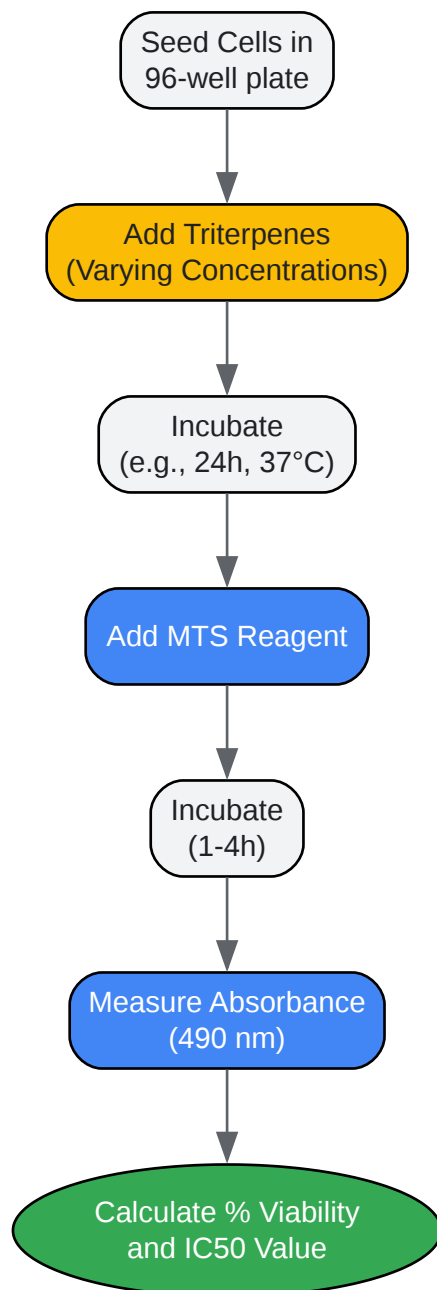 Seed Cells in
96-well plate
Add Triterpenes
(Varying Concentrations)
Incubate
(e.g., 24h, 37°C)
Add MTS Reagent
Incubate
(1-4h)
Measure Absorbance
(490 nm)
Calculate % Viability
and IC50 Value